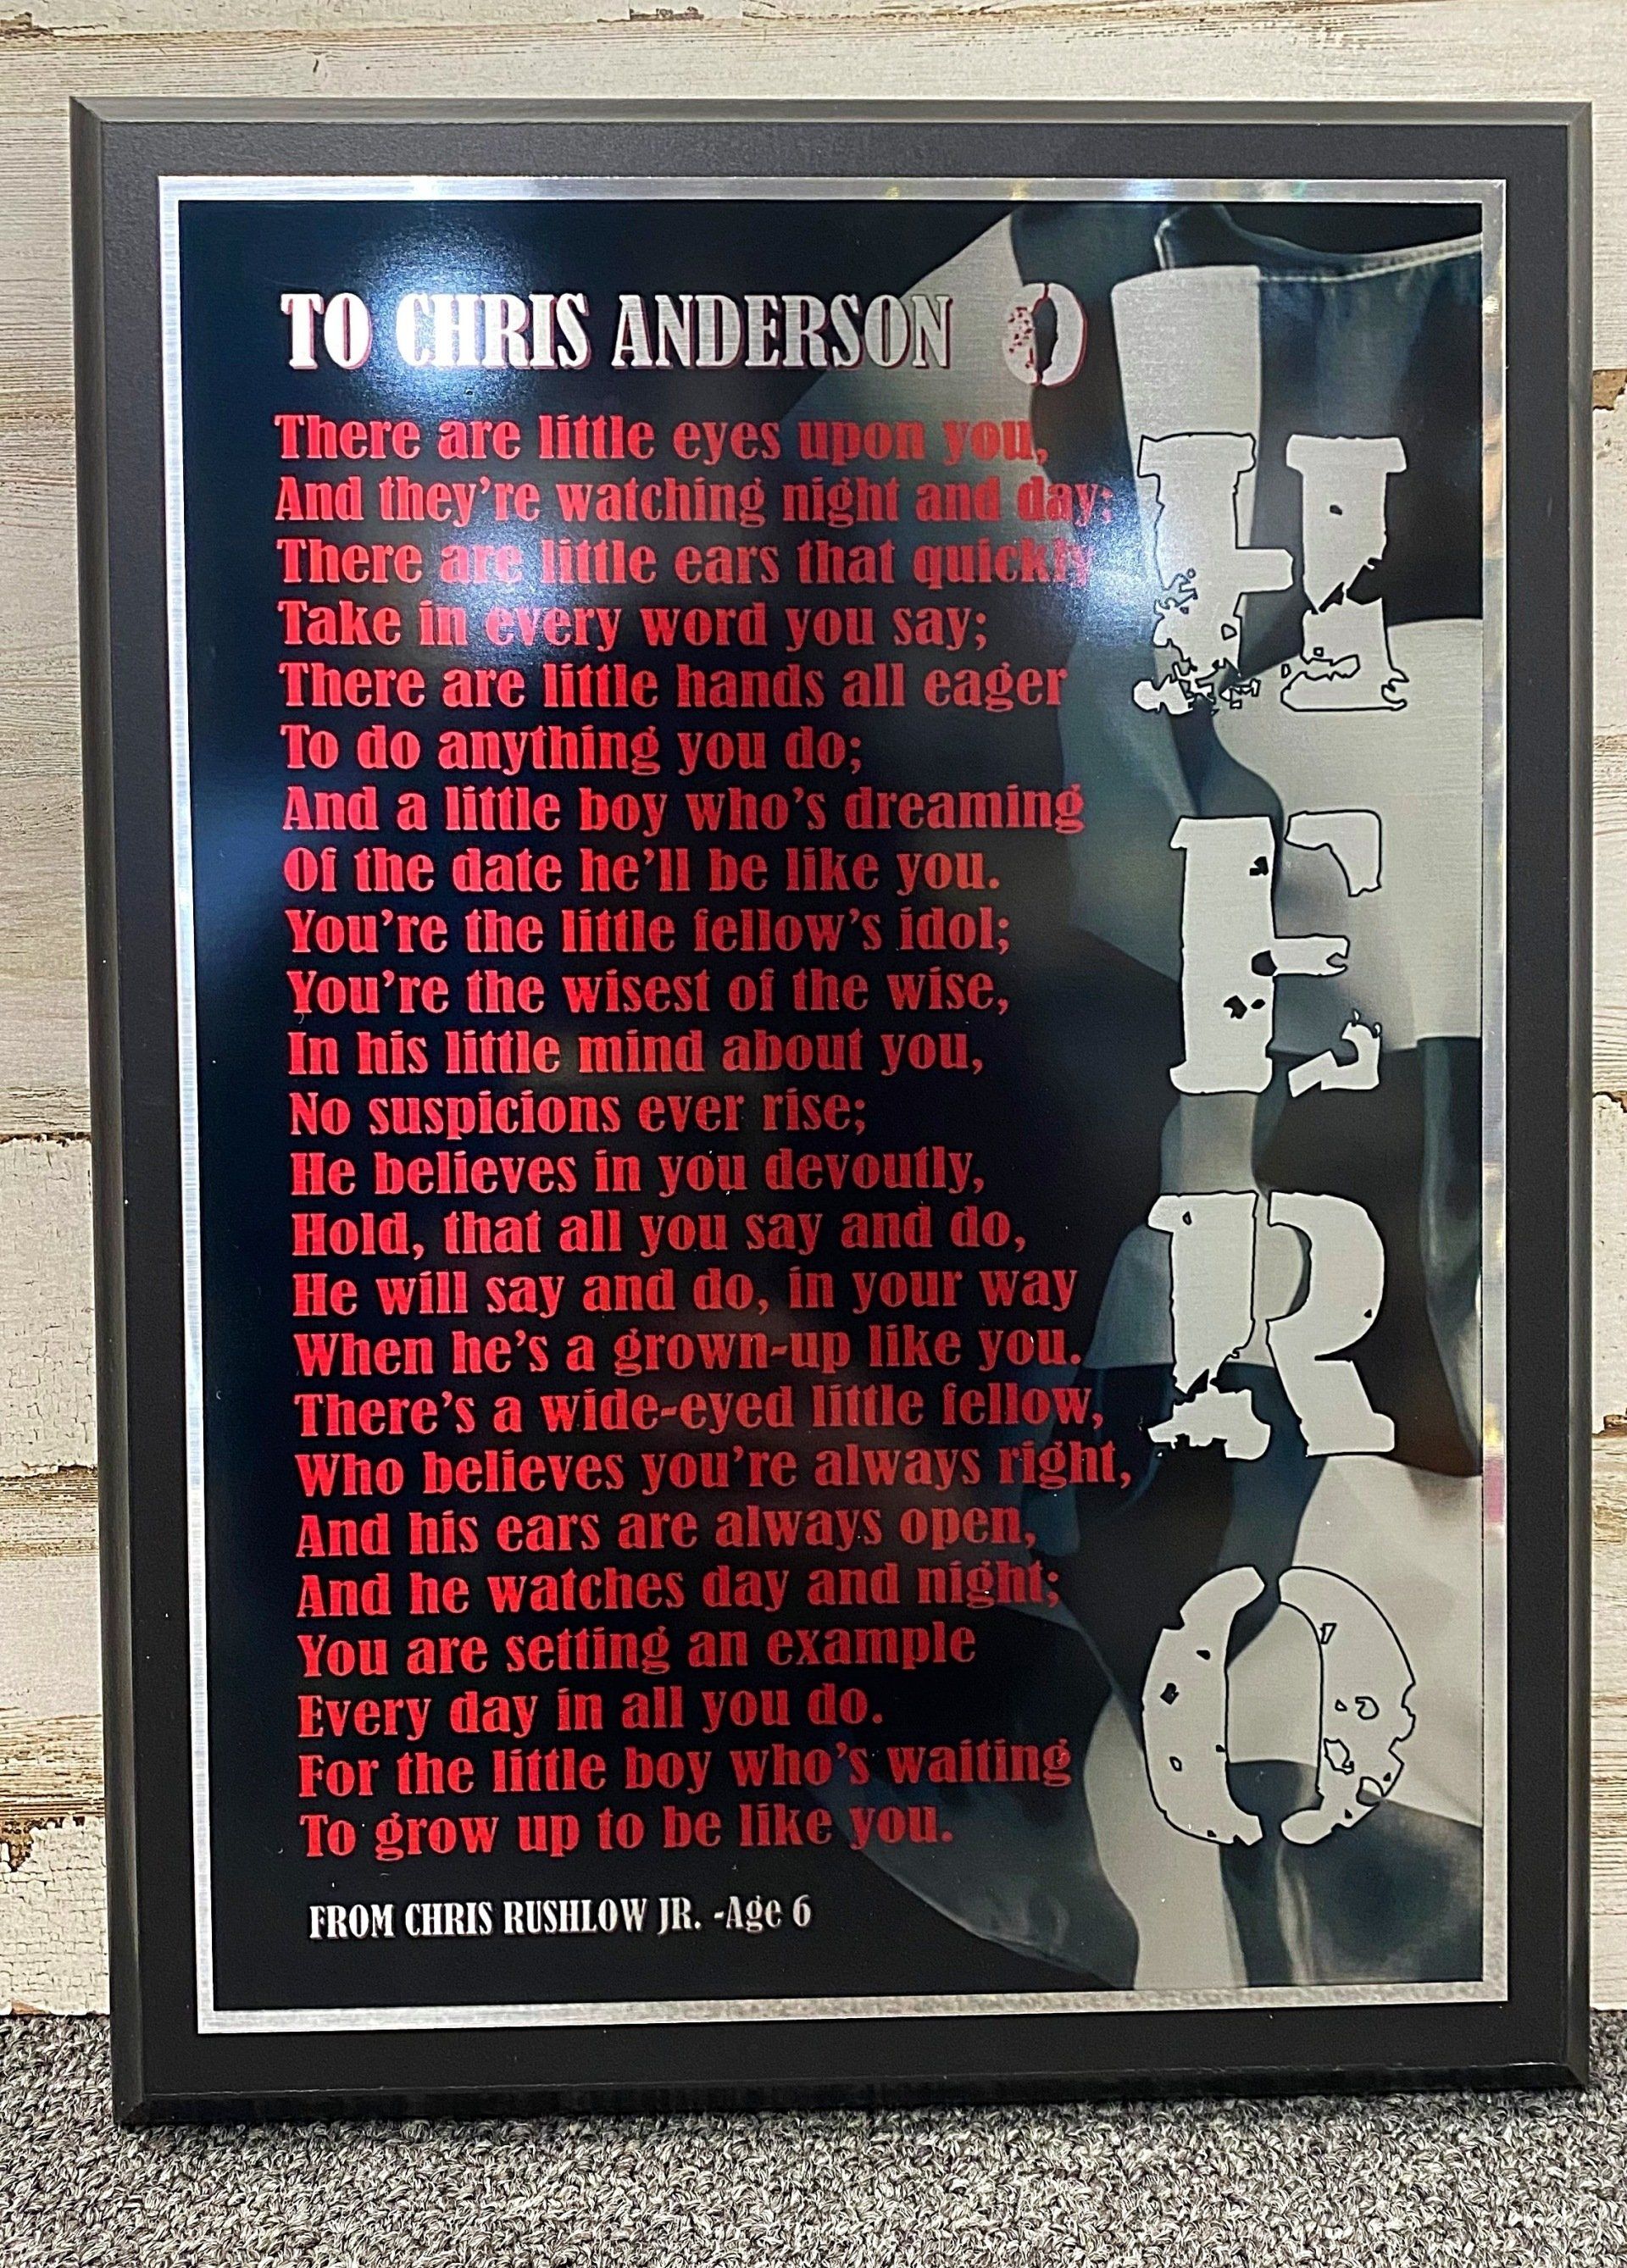 TO CHRIS ANDERSON 0
There are little eyes upon you,
And they're watching night and day;
There are little ears that quickly
Take in every word you say;
There are little hands all eager
To do anything you do;
And a little boy who's dreaming
Of the date he'll be like you.
You're the little fellow's idol;
You're the wisest of the wise,
In his little mind about you,
No suspicions ever rise;
He believes in you devoutly,
Hold, that all you say and do,
He will say and do, in your way
When he's a grown-up like you.
There's a wide-eyed little fellow,
Who believes you're always right,
And his ears are always open,
And he watches day and night;
You are setting an example
Every day in all you do.
For the little boy who's waiting
To grow up to be like you.
FROM CHRIS RUSHLOW JR. -Age 6
HERO